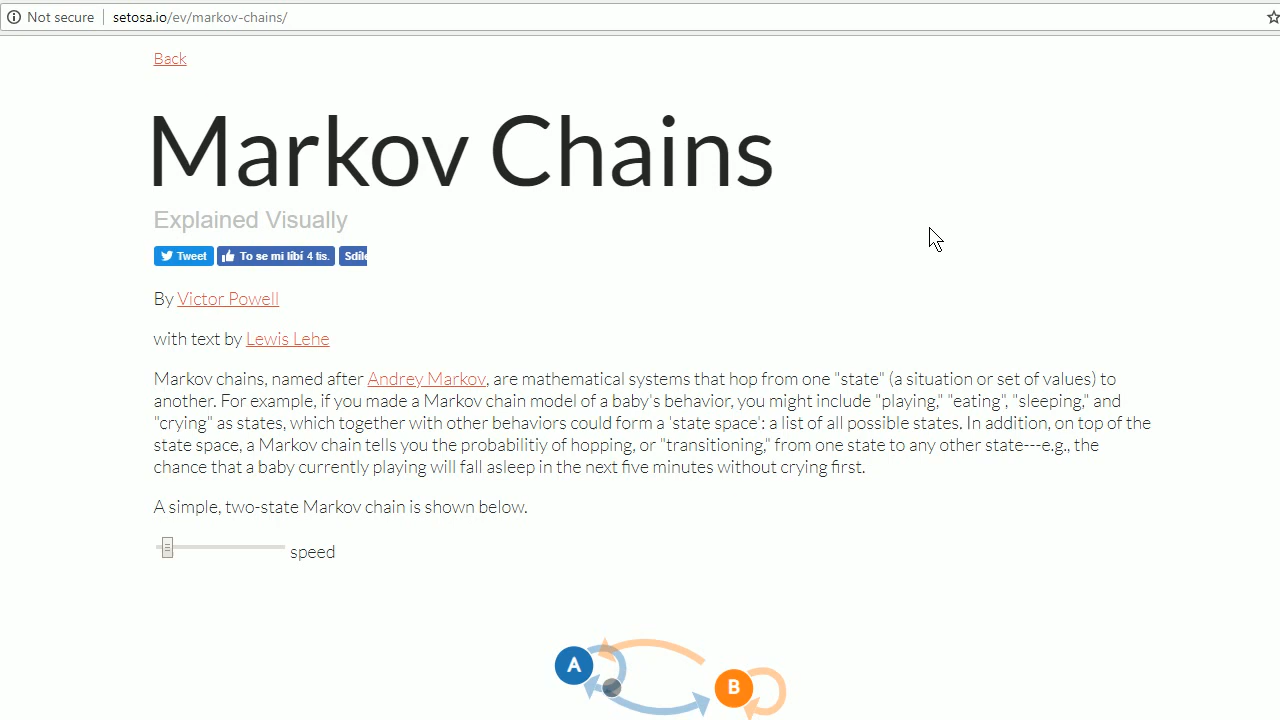 Not secure | setosa.io/ev/markov-chains/
Back
Markov Chains
Explained Visually
Tweet To se mi líbí 4 tis. Sdíle
By Victor Powell
with text by Lewis Lehe
Markov chains, named after Andrey Markov, are mathematical systems that hop from one "state" (a situation or set of values) to
another. For example, if you made a Markov chain model of a baby's behavior, you might include "playing," "eating", "sleeping," and
"crying" as states, which together with other behaviors could form a 'state space': a list of all possible states. In addition, on top of the
state space, a Markov chain tells you the probabilitiy of hopping, or "transitioning," from one state to any other state---e.g., the
chance that a baby currently playing will fall asleep in the next five minutes without crying first.
A simple, two-state Markov chain is shown below.
speed
A
B